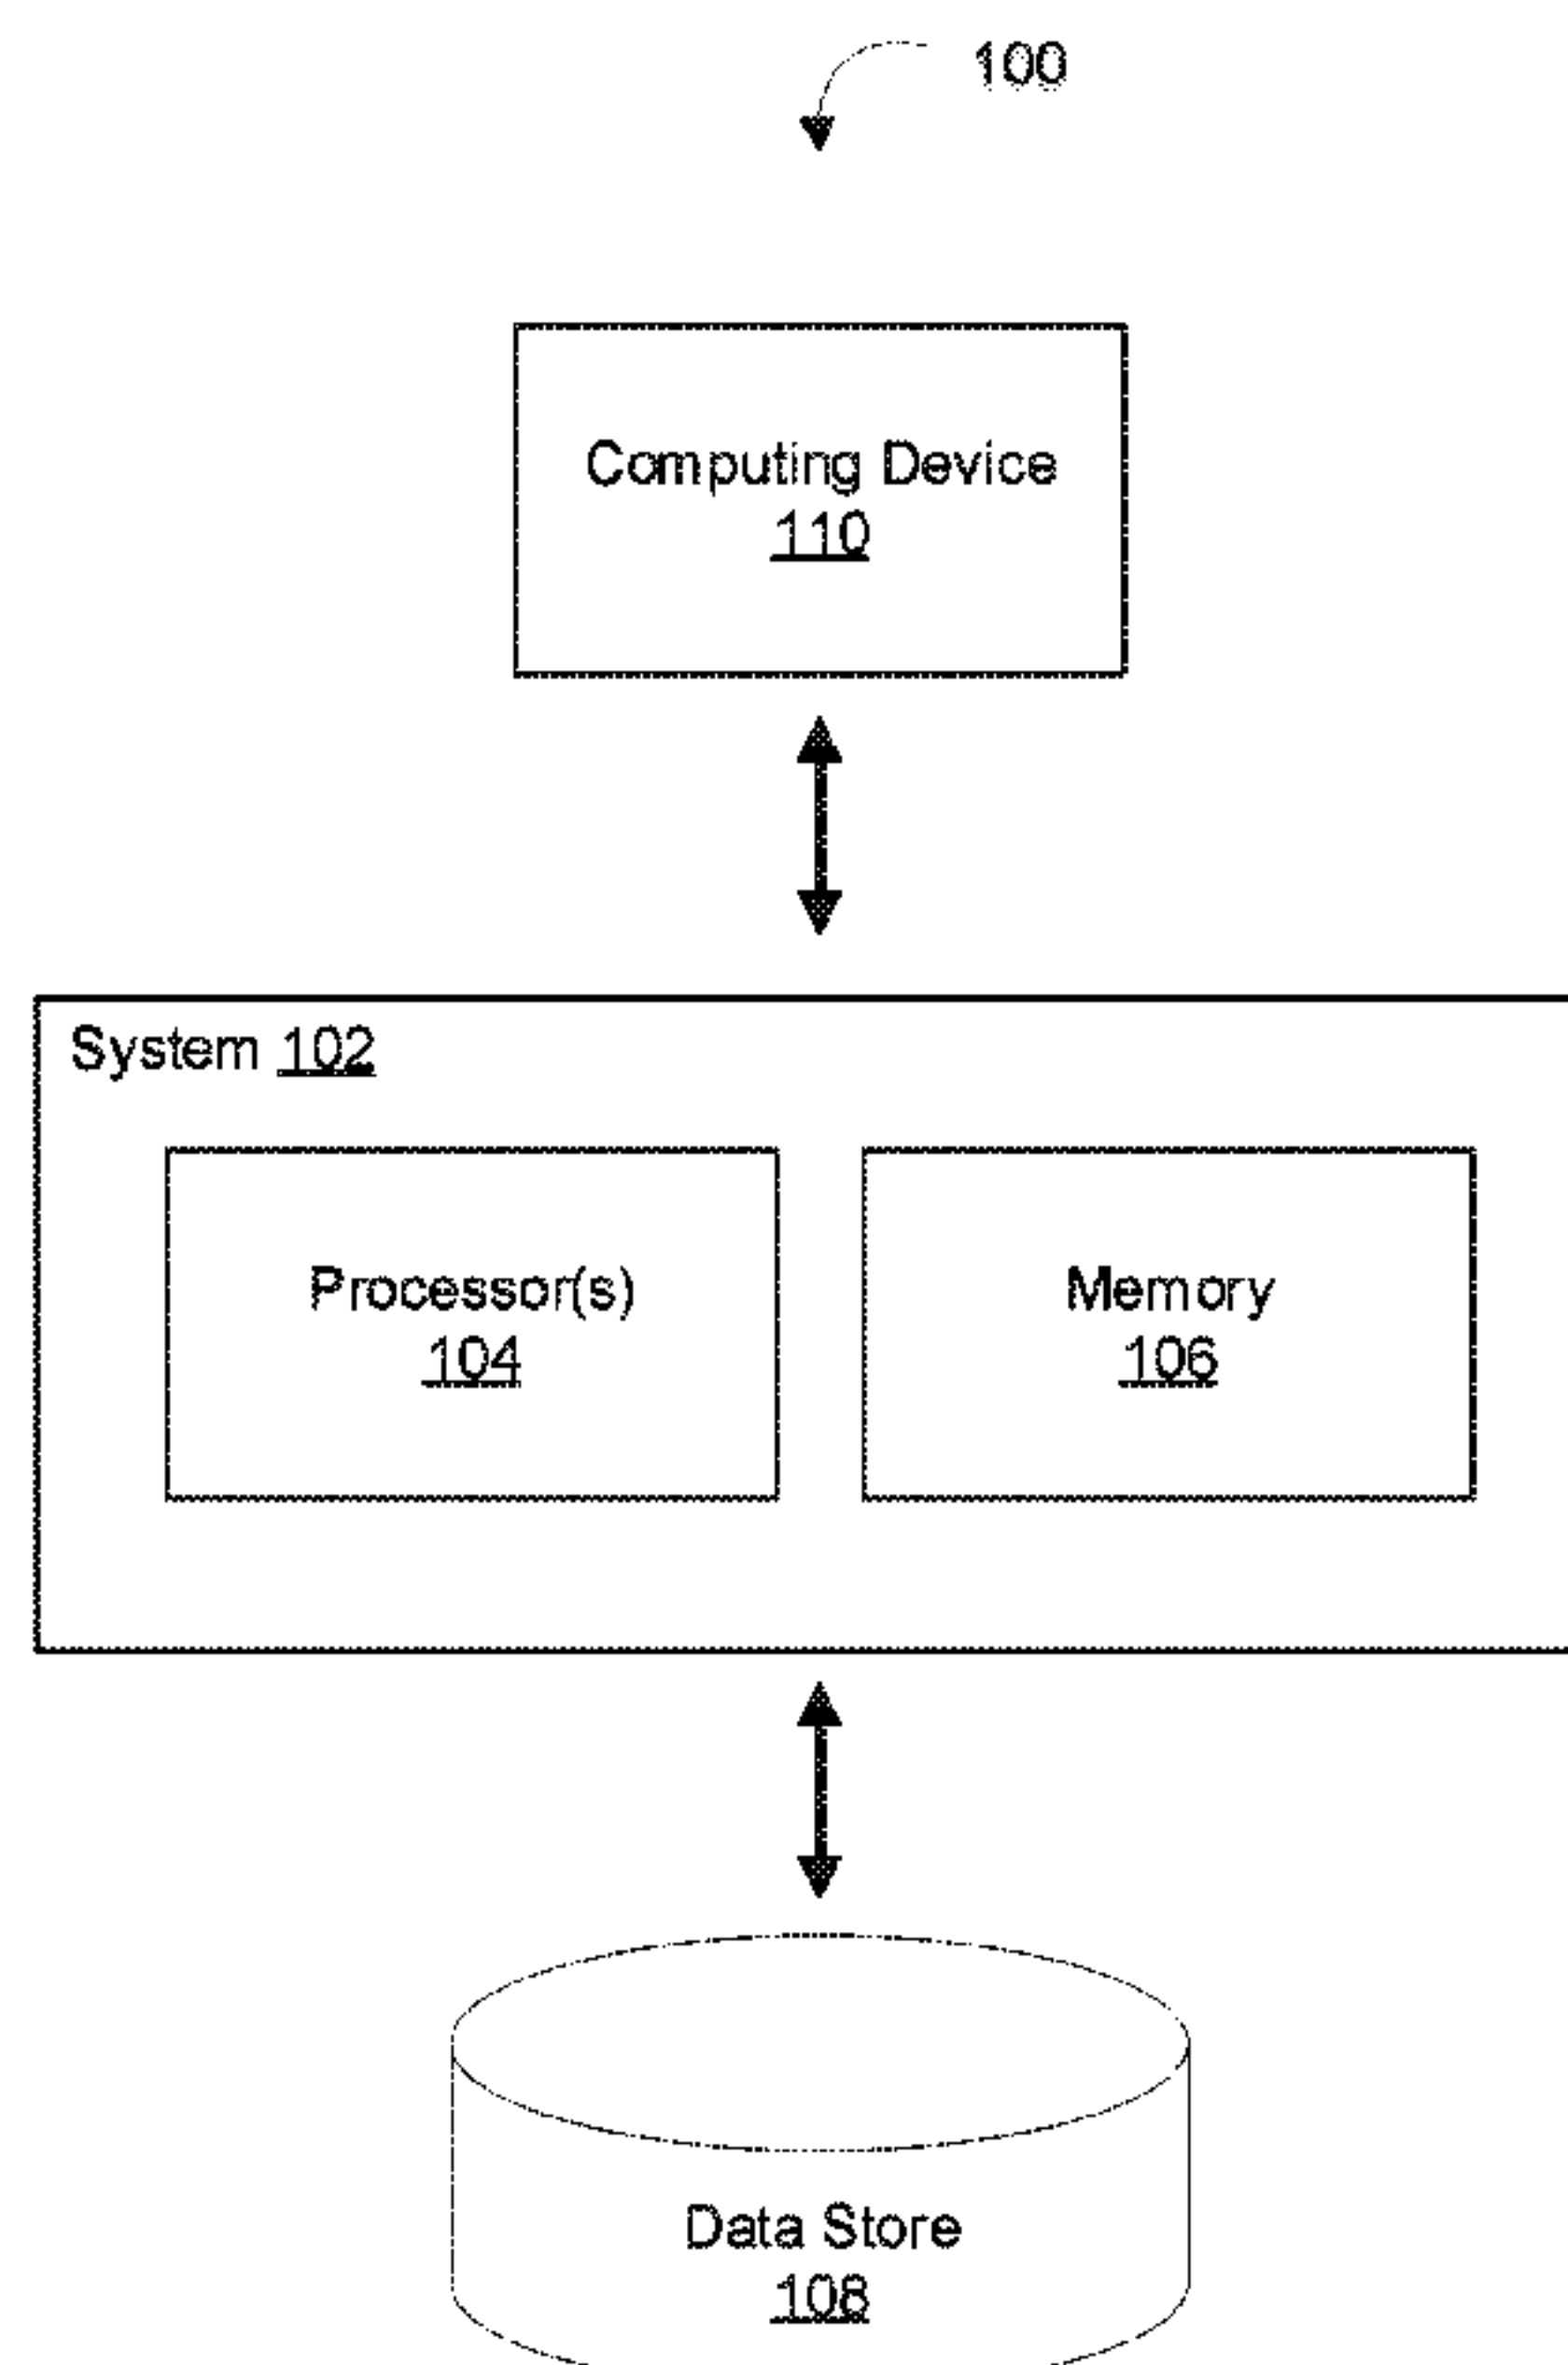 100
Computing Device
110
System 102
Processor(s)
104
Memory
106
Data Store
108